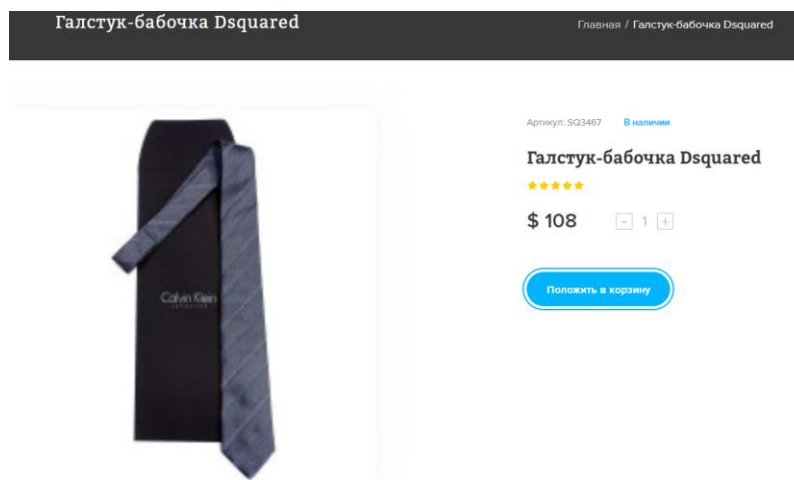 Галстук-бабочка Dsquared
Главная / Галстук-бабочка Dsquared
Артикул: SQ3467 В наличии
Галстук-бабочка Dsquared
$ 108 - 1 +
Положить в корзину
Calvin Klein